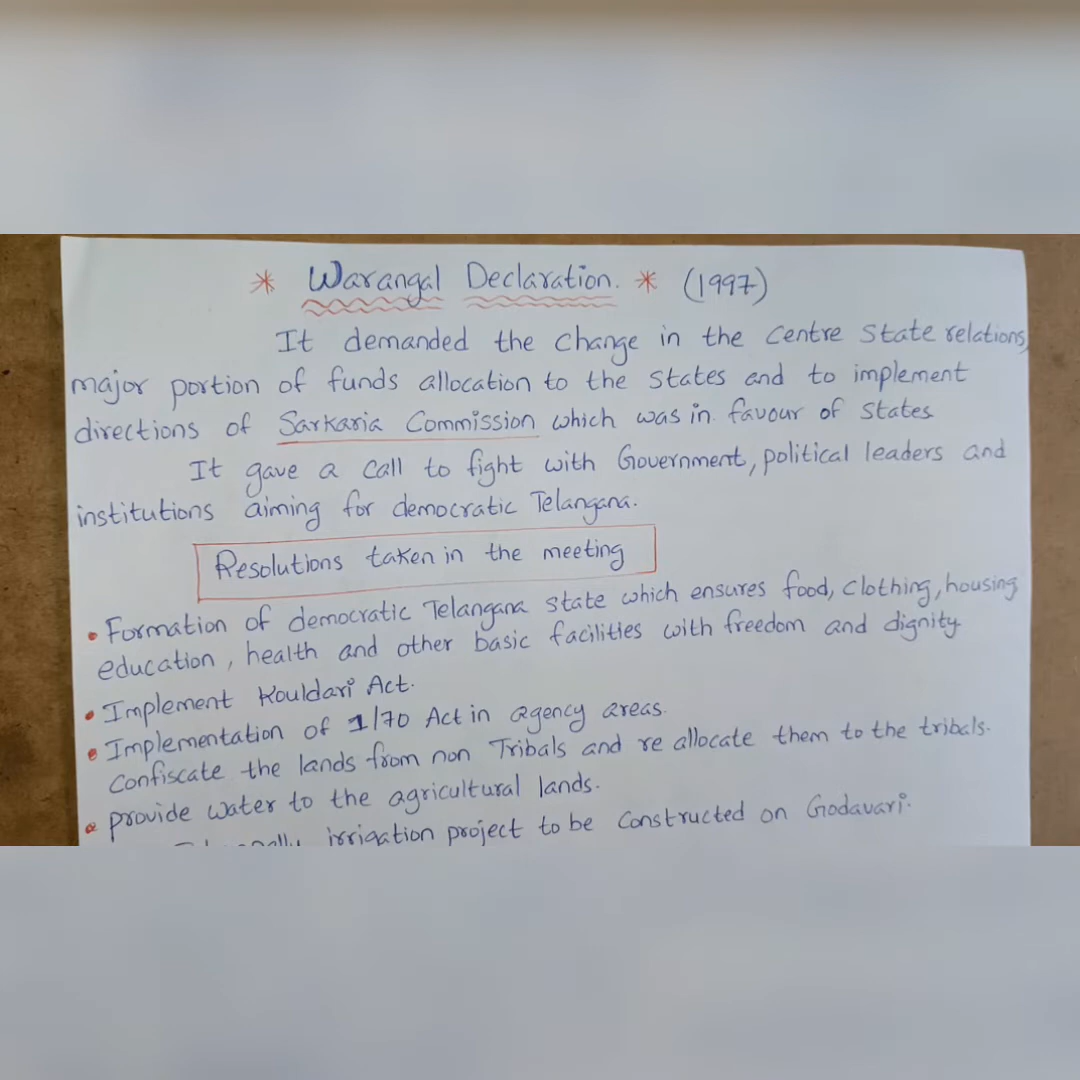 * Warangal Declaration. * (1997)
It demanded the change in the Centre State relations,
major portion of funds allocation to the States and to implement
directions of Sarkaria Commission which was in favour of States
It gave a call to fight with Government, political leaders and
institutions aiming for democratic Telangana.
Resolutions taken in the meeting
• Formation of democratic Telangana state which ensures food, clothing, housing
education, health and other basic facilities with freedom and dignity
• Implement Kouldari Act.
• Implementation of 1/70 Act in agency areas.
Confiscate the lands from non Tribals and re allocate them to the tribals.
• provide water to the agricultural lands.
irrigation project to be constructed on Godavari.